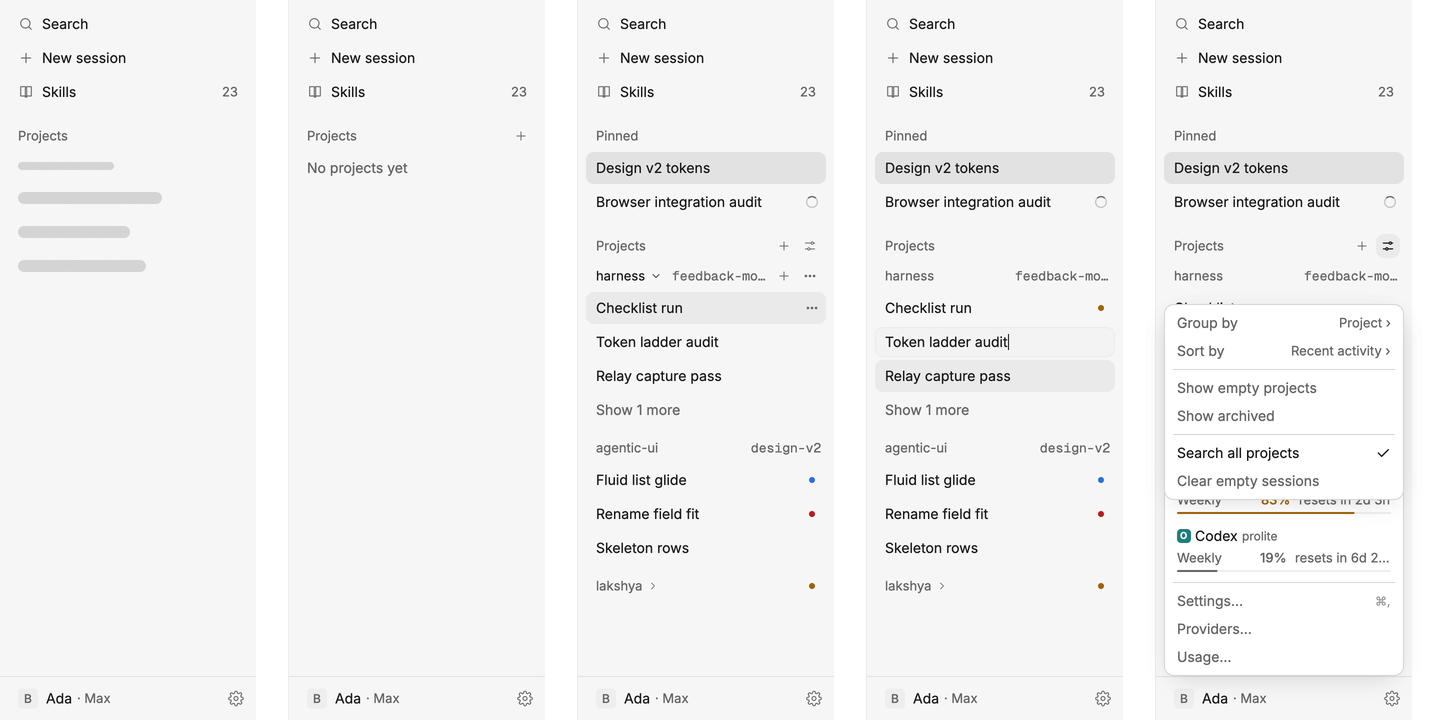 Search
New session
Skills 23
Projects
Search
New session
Skills 23
Projects
No projects yet
Search
New session
Skills 23
Pinned
Design v2 tokens
Browser integration audit
Projects
harness feedback-mo…
Checklist run
Token ladder audit
Relay capture pass
Show 1 more
agentic-ui design-v2
Fluid list glide
Rename field fit
Skeleton rows
lakshya
Search
New session
Skills 23
Pinned
Design v2 tokens
Browser integration audit
Projects
harness feedback-mo…
Checklist run
Token ladder audit
Relay capture pass
Show 1 more
agentic-ui design-v2
Fluid list glide
Rename field fit
Skeleton rows
lakshya
Search
New session
Skills 23
Pinned
Design v2 tokens
Browser integration audit
Projects
harness feedback-mo…
Group by Project ›
Sort by Recent activity ›
Show empty projects
Show archived
Search all projects
Clear empty sessions
Weekly 83% resets in 2d 3h
O Codex prolite
Weekly 19% resets in 6d 2…
Settings… ⌘,
Providers…
Usage…
B Ada · Max
B Ada · Max
B Ada · Max
B Ada · Max
B Ada · Max